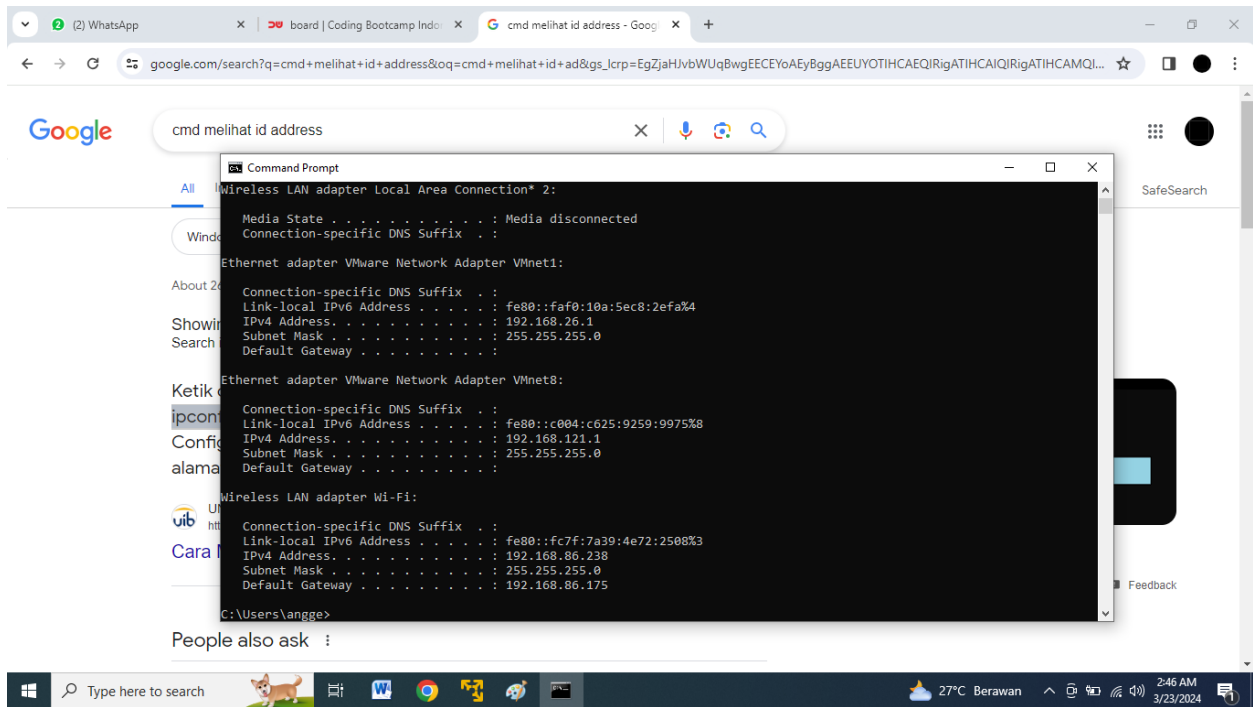 (2) WhatsApp
board | Coding Bootcamp Indo
cmd melihat id address - Goog
google.com/search?q=cmd+melihat+id+address&oq=cmd+melihat+id+ad&gs_lcrp=EgZjaHJvbWUqBwgEECEYoAEyBggAEEUYOTIHCAEQIRigATIHCAIQIRigATIHCAMQI...
Google
cmd melihat id address
Command Prompt
All
SafeSearch
Wireless LAN adapter Local Area Connection* 2:
Media State . . . . . . . . . . . : Media disconnected
Connection-specific DNS Suffix . :
Ethernet adapter VMware Network Adapter VMnet1:
Connection-specific DNS Suffix . :
Link-local IPv6 Address . . . . . : fe80::faf0:10a:5ec8:2efa%4
IPv4 Address. . . . . . . . . . . : 192.168.26.1
Subnet Mask . . . . . . . . . . . : 255.255.255.0
Default Gateway . . . . . . . . . :
Ethernet adapter VMware Network Adapter VMnet8:
Connection-specific DNS Suffix . :
Link-local IPv6 Address . . . . . : fe80::c004:c625:9259:9975%8
IPv4 Address. . . . . . . . . . . : 192.168.121.1
Subnet Mask . . . . . . . . . . . : 255.255.255.0
Default Gateway . . . . . . . . . :
Wireless LAN adapter Wi-Fi:
Connection-specific DNS Suffix . :
Link-local IPv6 Address . . . . . : fe80::fc7f:7a39:4e72:2508%3
IPv4 Address. . . . . . . . . . . : 192.168.86.238
Subnet Mask . . . . . . . . . . . : 255.255.255.0
Default Gateway . . . . . . . . . : 192.168.86.175
C:\Users\angge>
About
Search
Ketik
uib
Cara
Feedback
People also ask
Type here to search
27°C Berawan
2:46 AM
3/23/2024
1